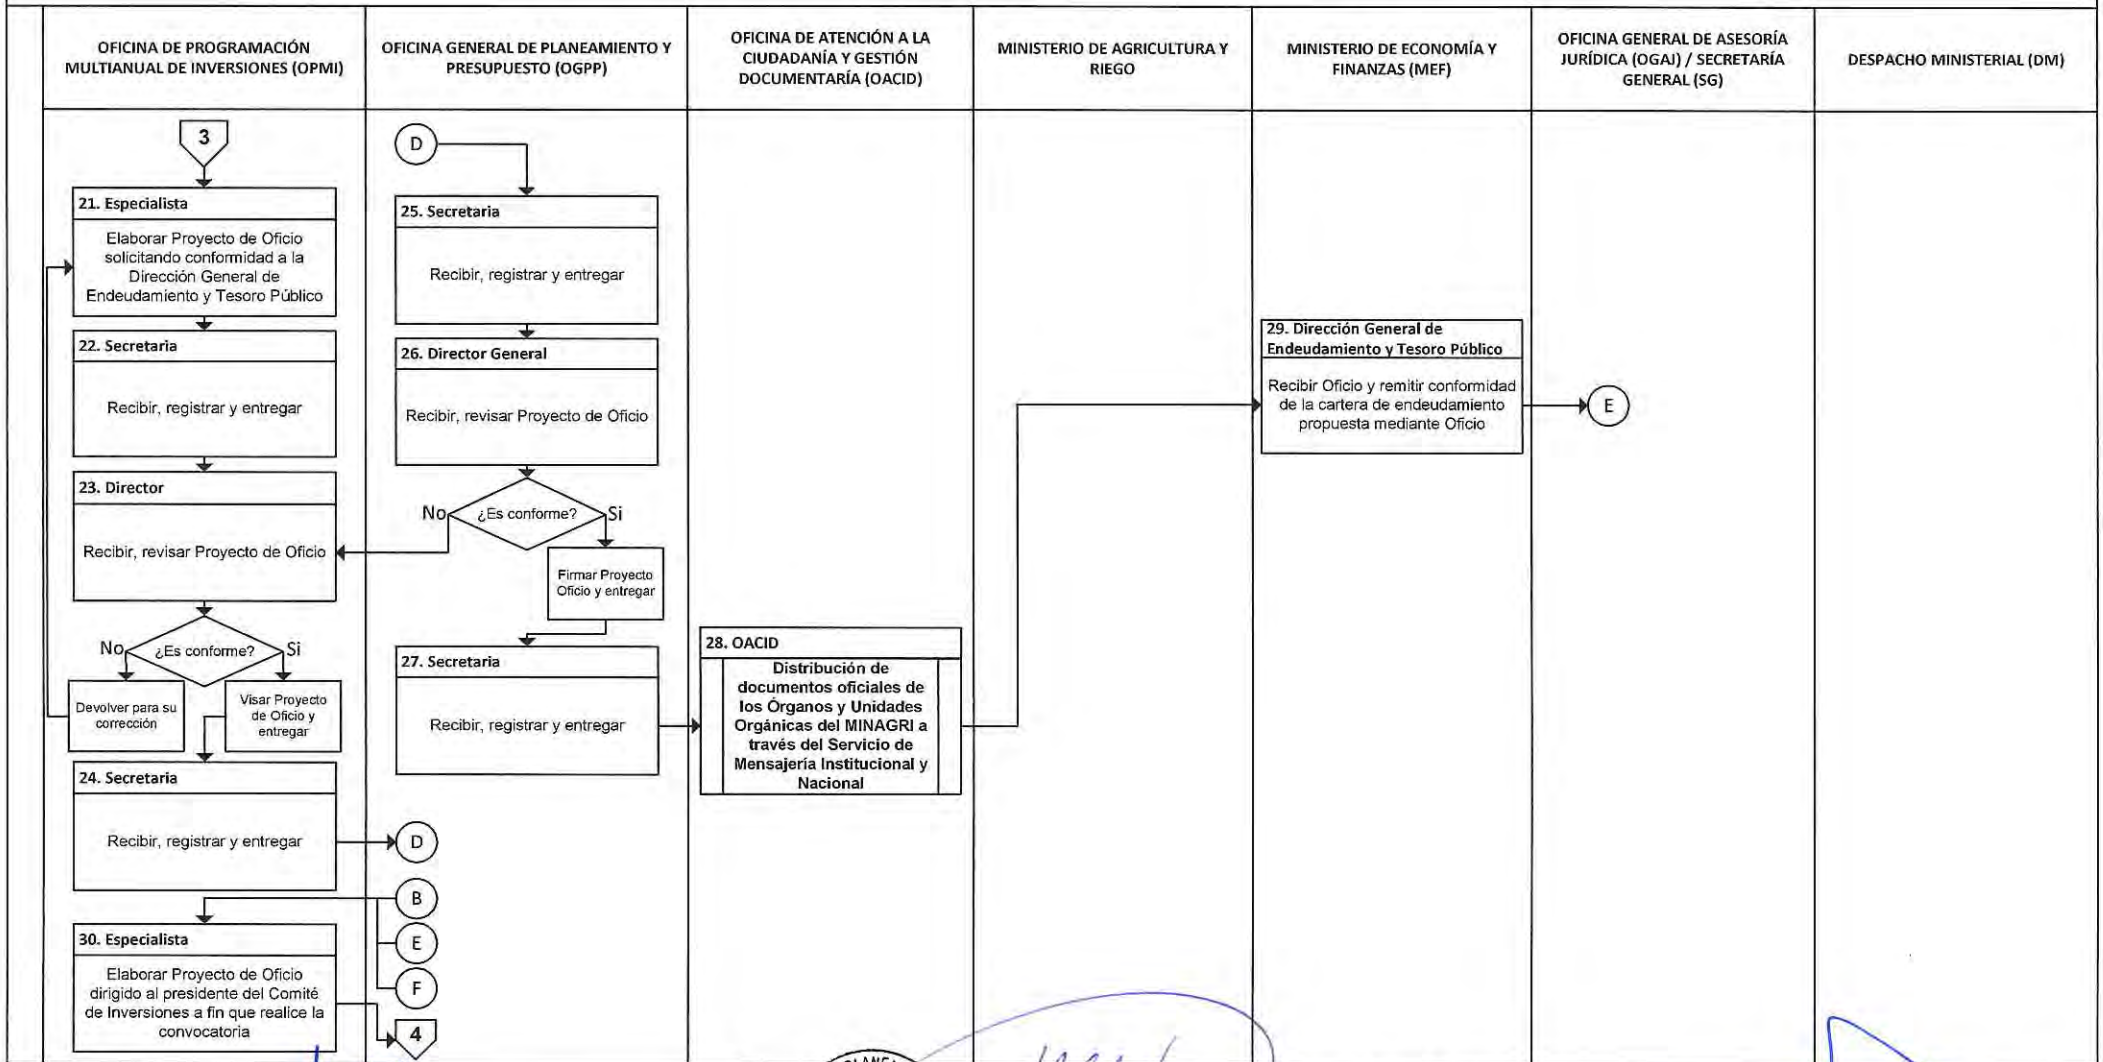 OFICINA DE PROGRAMACIÓN
MULTIANUAL DE INVERSIONES (OPMI)
OFICINA GENERAL DE PLANEAMIENTO Y
PRESUPUESTO (OGPP)
OFICINA DE ATENCIÓN A LA
CIUDADANÍA Y GESTIÓN
DOCUMENTARÍA (OACID)
MINISTERIO DE AGRICULTURA Y
RIEGO
MINISTERIO DE ECONOMÍA Y
FINANZAS (MEF)
OFICINA GENERAL DE ASESORÍA
JURÍDICA (OGAJ) / SECRETARÍA
GENERAL (SG)
DESPACHO MINISTERIAL (DM)
3
21. Especialista
Elaborar Proyecto de Oficio
solicitando conformidad a la
Dirección General de
Endeudamiento y Tesoro Público
22. Secretaria
Recibir, registrar y entregar
23. Director
Recibir, revisar Proyecto de Oficio
No
¿Es conforme?
Si
Devolver para su
corrección
Visar Proyecto
de Oficio y
entregar
24. Secretaria
Recibir, registrar y entregar
30. Especialista
Elaborar Proyecto de Oficio
dirigido al presidente del Comité
de Inversiones a fin que realice la
convocatoria
D
25. Secretaria
Recibir, registrar y entregar
26. Director General
Recibir, revisar Proyecto de Oficio
No
¿Es conforme?
Si
Firmar Proyecto
Oficio y entregar
27. Secretaria
Recibir, registrar y entregar
D
B
E
F
4
28. OACID
Distribución de
documentos oficiales de
los Órganos y Unidades
Orgánicas del MINAGRI a
través del Servicio de
Mensajería Institucional y
Nacional
29. Dirección General de
Endeudamiento y Tesoro Público
Recibir Oficio y remitir conformidad
de la cartera de endeudamiento
propuesta mediante Oficio
E